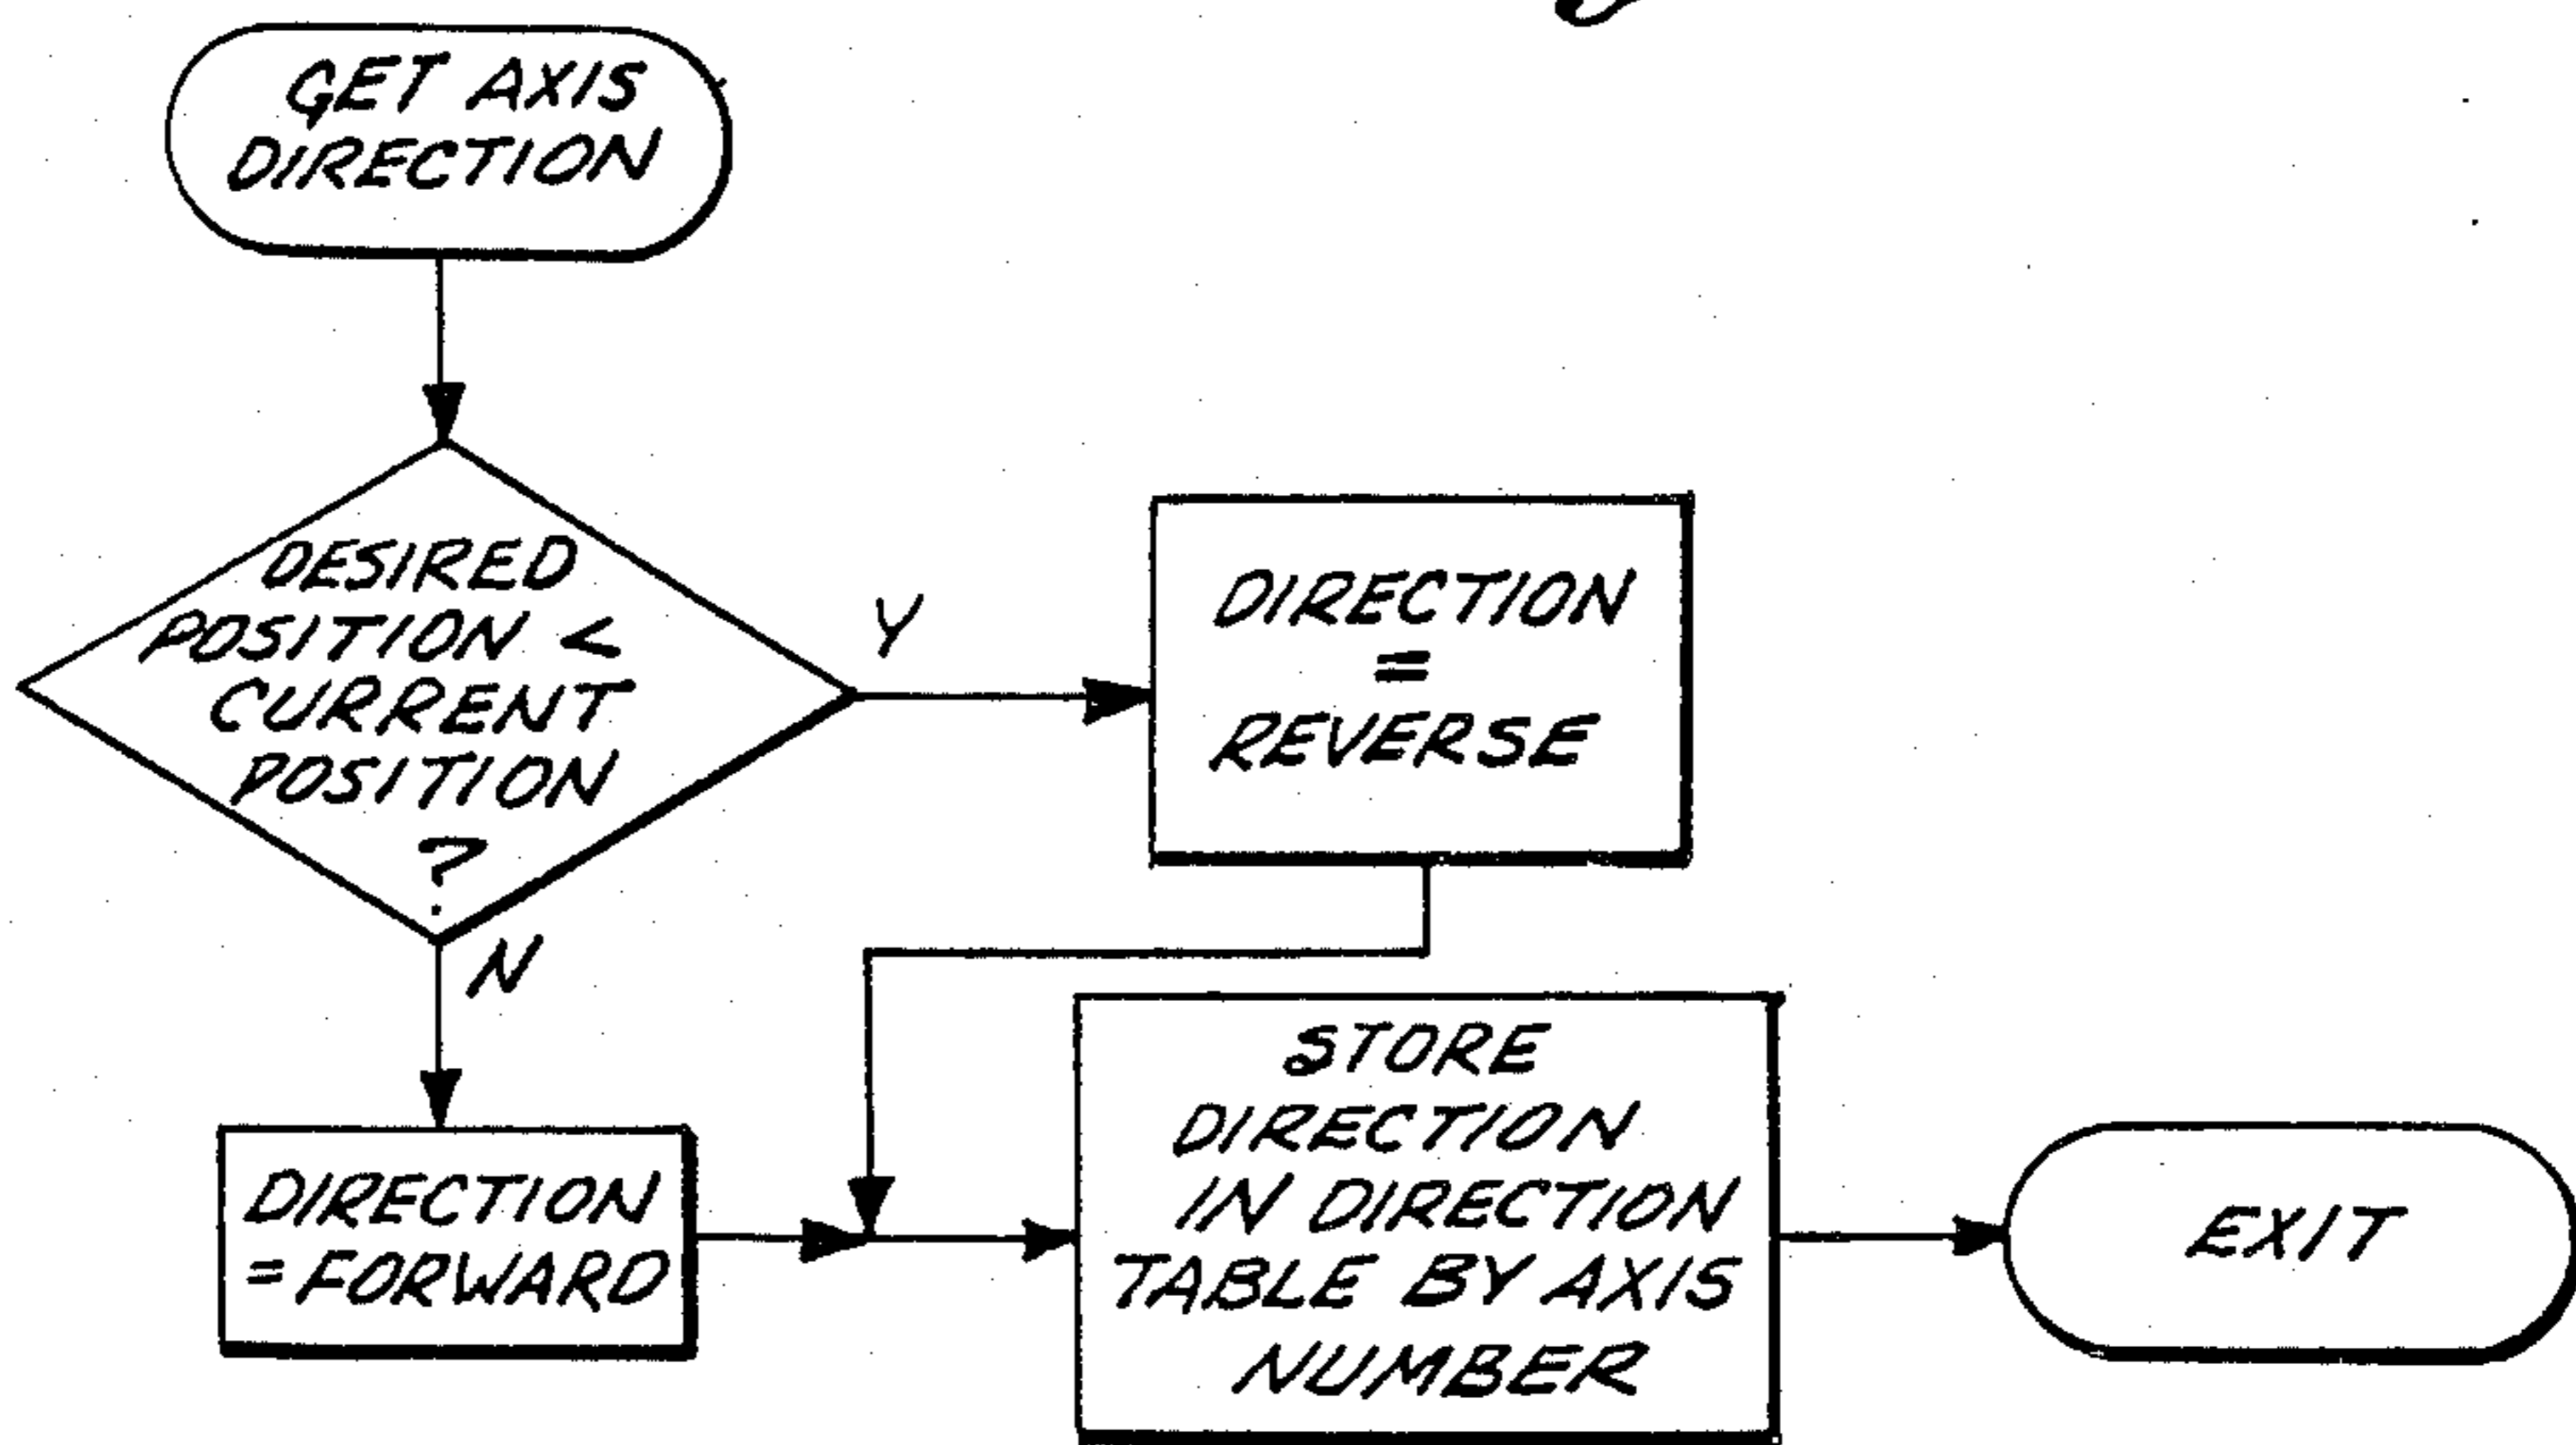 GET AXIS
DIRECTION
DESIRED
POSITION <
CURRENT
POSITION
?
Y
DIRECTION
=
REVERSE
N
DIRECTION
= FORWARD
STORE
DIRECTION
IN DIRECTION
TABLE BY AXIS
NUMBER
EXIT